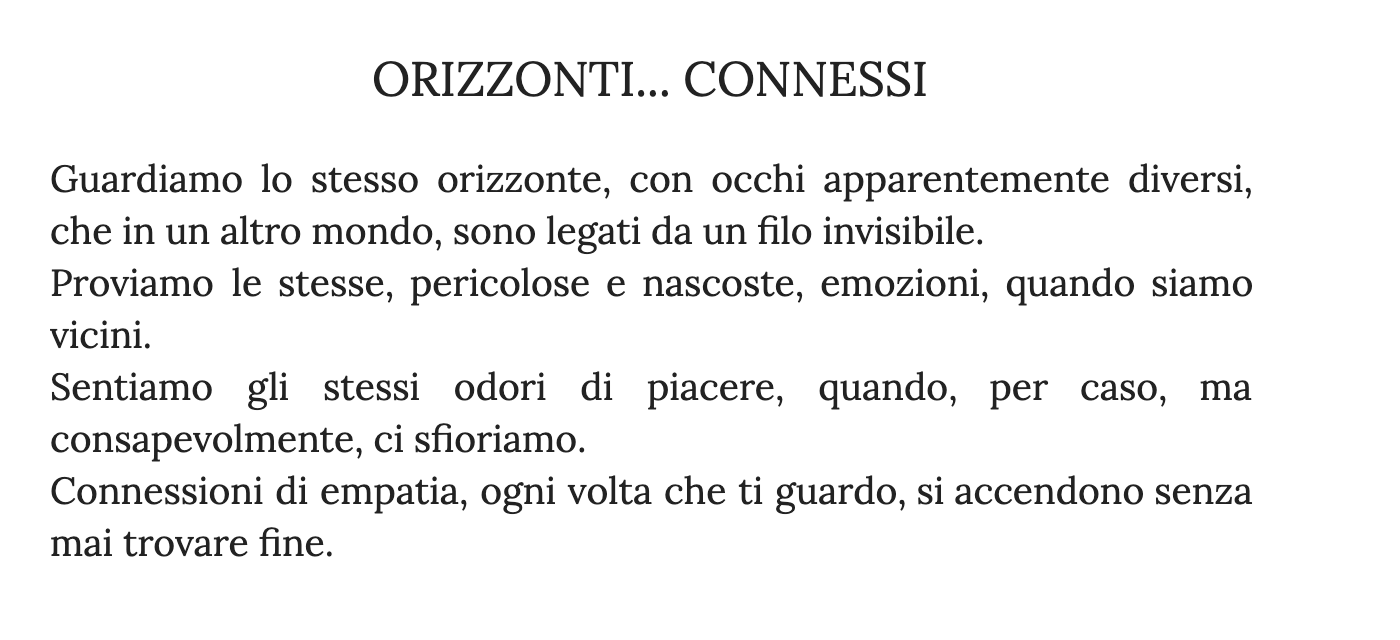 ORIZZONTI... CONNESSI
Guardiamo lo stesso orizzonte, con occhi apparentemente diversi,
che in un altro mondo, sono legati da un filo invisibile.
Proviamo le stesse, pericolose e nascoste, emozioni, quando siamo
vicini.
Sentiamo gli stessi odori di piacere, quando, per caso, ma
consapevolmente, ci sfioriamo.
Connessioni di empatia, ogni volta che ti guardo, si accendono senza
mai trovare fine.